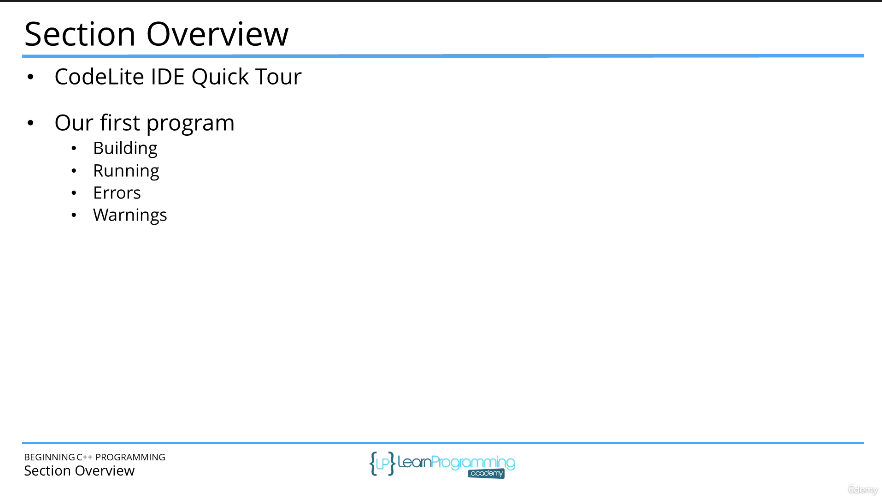 Section Overview
• CodeLite IDE Quick Tour
• Our first program
• Building
• Running
• Errors
• Warnings
BEGINNING C++ PROGRAMMING
Section Overview
{LP} LearnProgramming
academy
Udemy